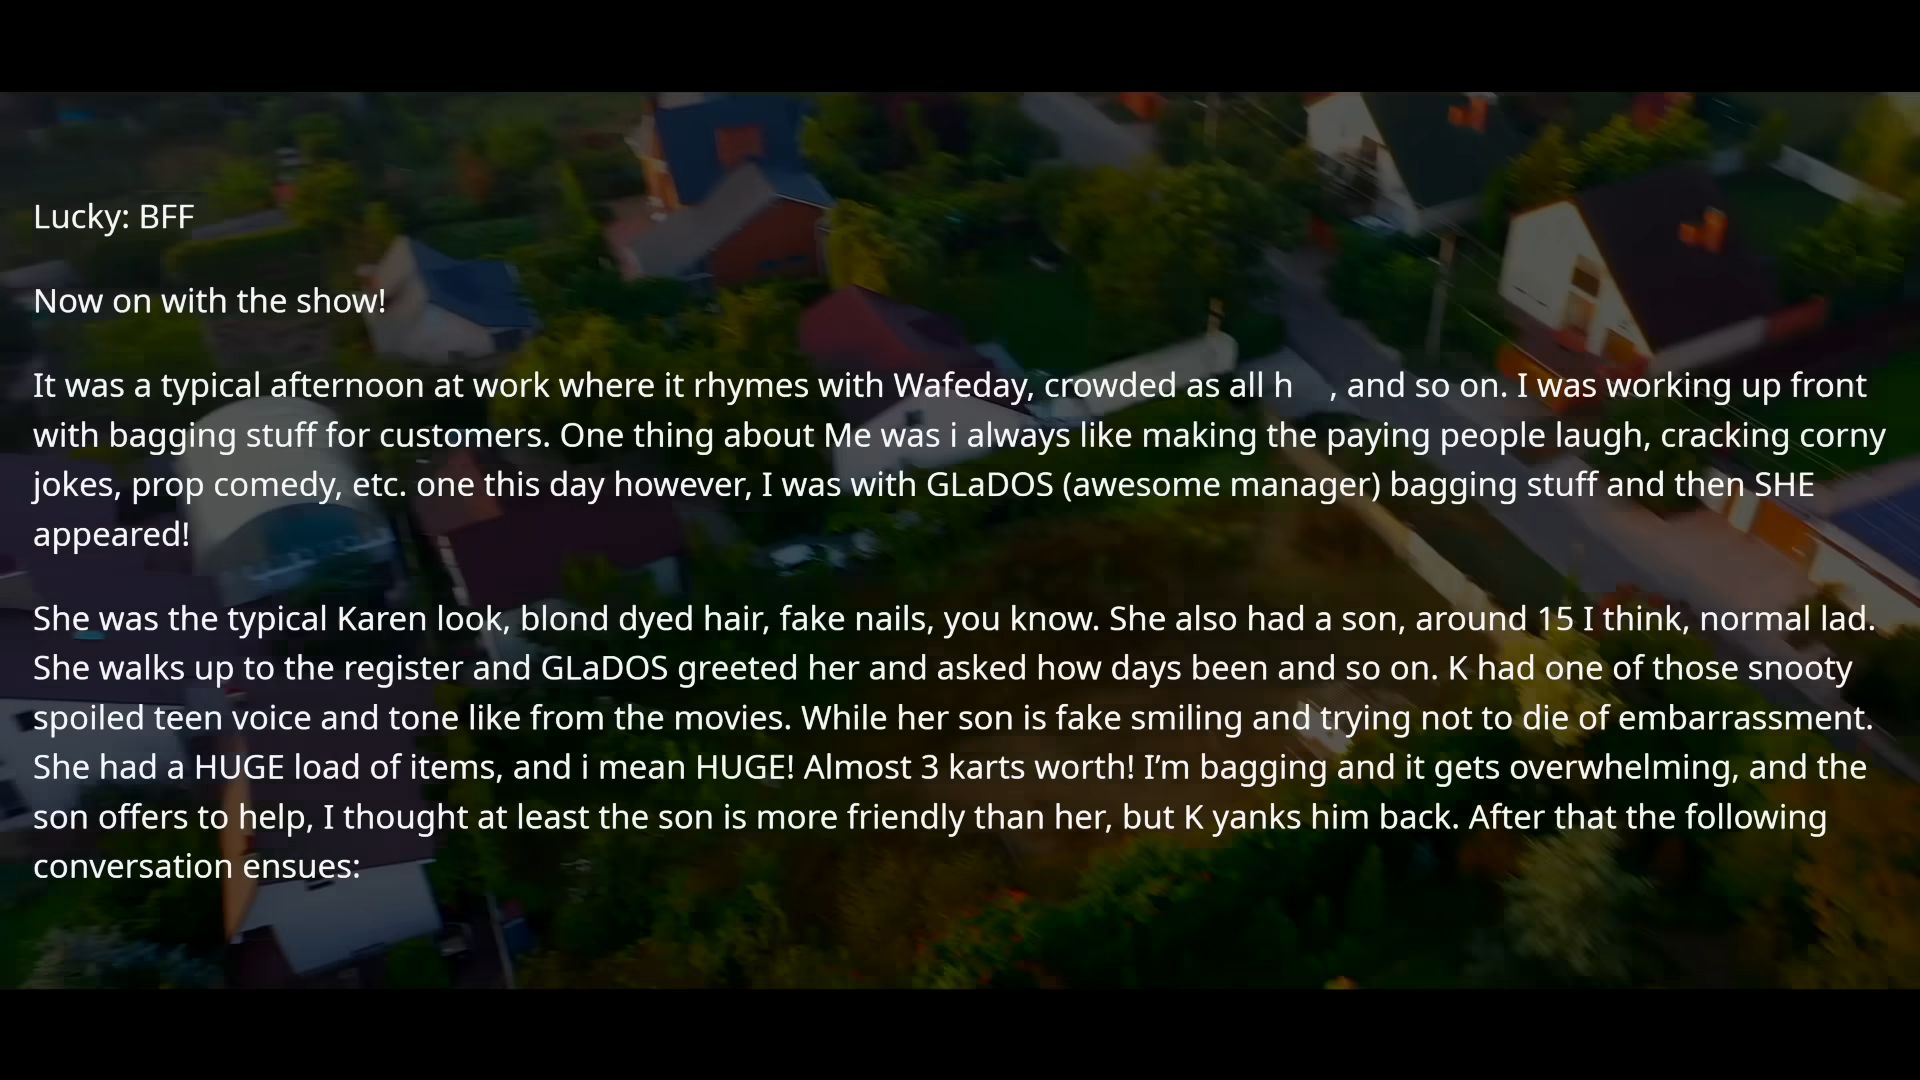 Lucky: BFF
Now on with the show!
It was a typical afternoon at work where it rhymes with Wafeday, crowded as all h , and so on. I was working up front
with bagging stuff for customers. One thing about Me was i always like making the paying people laugh, cracking corny
jokes, prop comedy, etc. one this day however, I was with GLaDOS (awesome manager) bagging stuff and then SHE
appeared!
She was the typical Karen look, blond dyed hair, fake nails, you know. She also had a son, around 15 I think, normal lad.
She walks up to the register and GLaDOS greeted her and asked how days been and so on. K had one of those snooty
spoiled teen voice and tone like from the movies. While her son is fake smiling and trying not to die of embarrassment.
She had a HUGE load of items, and i mean HUGE! Almost 3 karts worth! I’m bagging and it gets overwhelming, and the
son offers to help, I thought at least the son is more friendly than her, but K yanks him back. After that the following
conversation ensues: